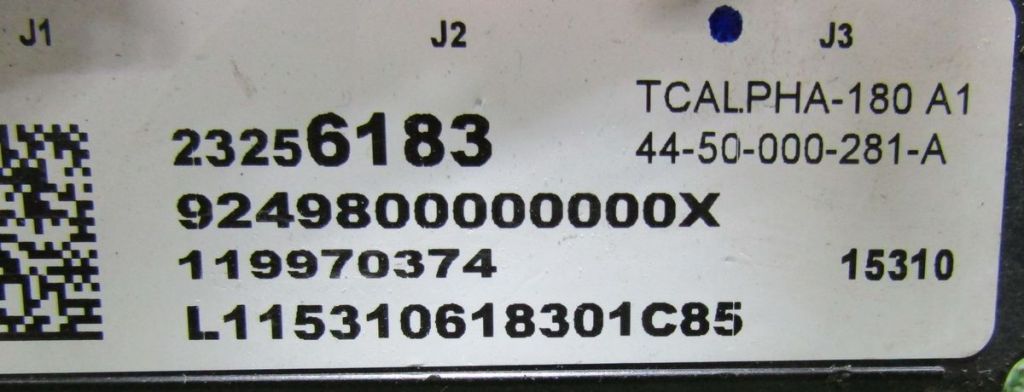 J1 J2 J3
TCALPHA-180 A1
23256183 44-50-000-281-A
9249800000000X
119970374 15310
L115310618301C85